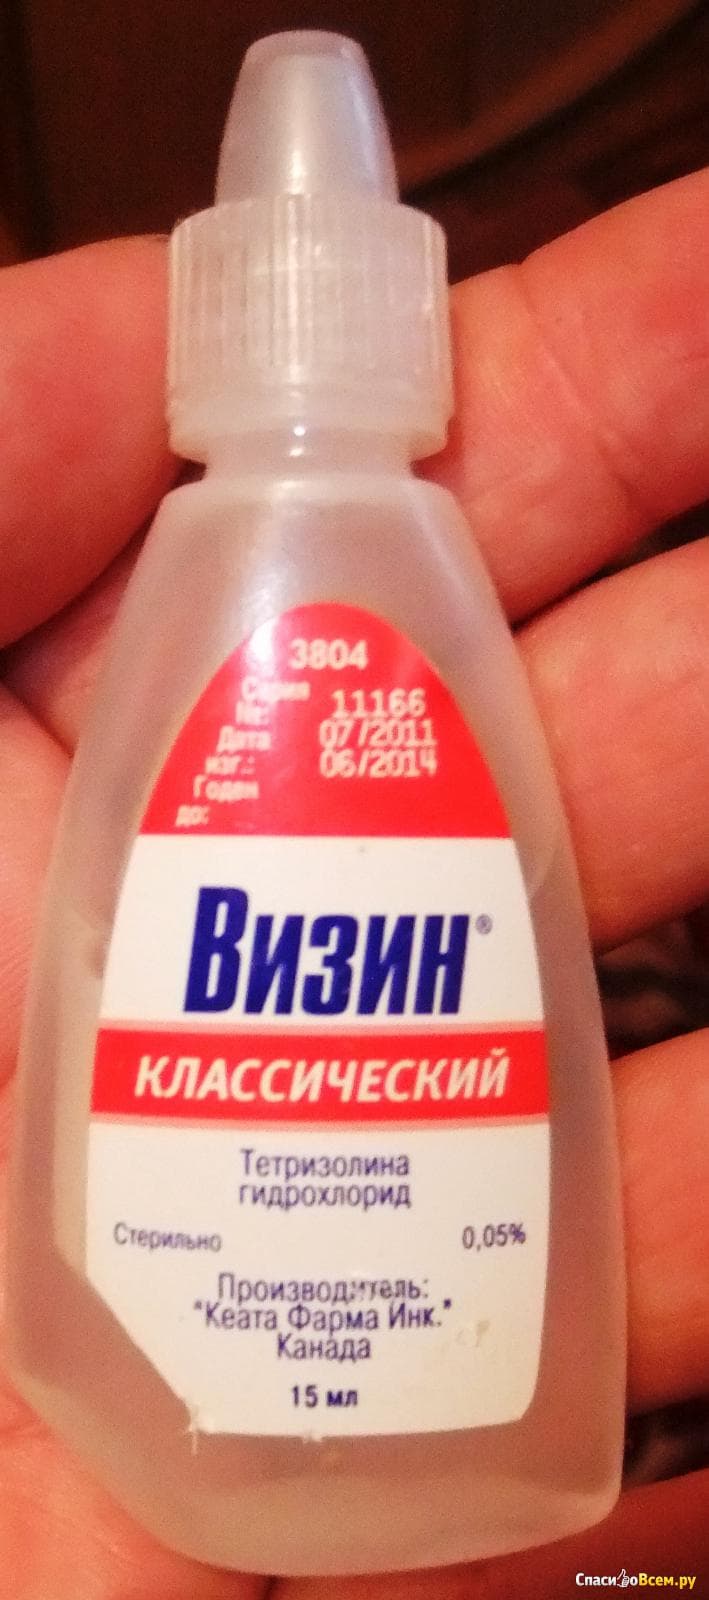 3804
Серия
№: 11166
Дата 07/2011
изг.: 06/2014
Годен
до:
Визин®
КЛАССИЧЕСКИЙ
Тетризолина
гидрохлорид
Стерильно 0,05%
Производитель:
"Кеата Фарма Инк."
Канада
15 мл
СпасибоВсем.ру